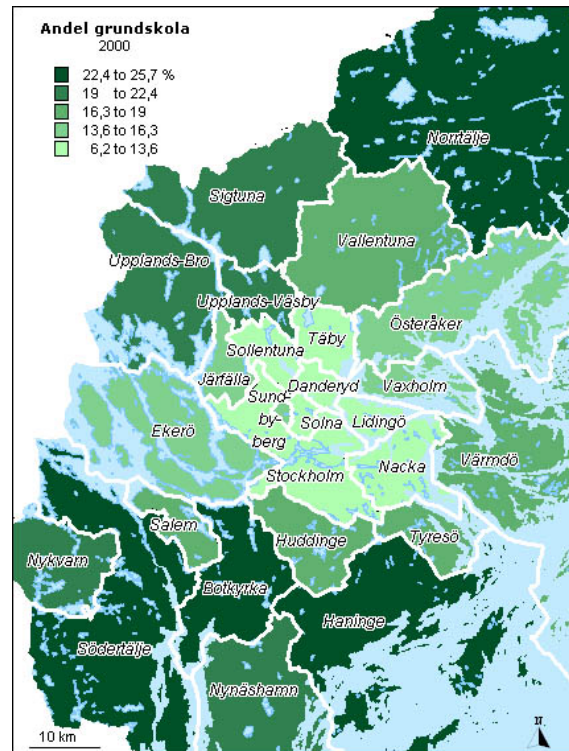 Andel grundskola
2000
22,4 to 25,7 %
19 to 22,4
16,3 to 19
13,6 to 16,3
6,2 to 13,6
Norrtälje
Sigtuna
Vallentuna
Upplands-Bro
Upplands-Väsby
Österåker
Täby
Sollentuna
Järfälla
Danderyd
Vaxholm
Sund-
by-
berg
Solna
Lidingö
Ekerö
Stockholm
Nacka
Värmdö
Salem
Huddinge
Tyresö
Nykvarn
Botkyrka
Haninge
Södertälje
Nynäshamn
10 km
N